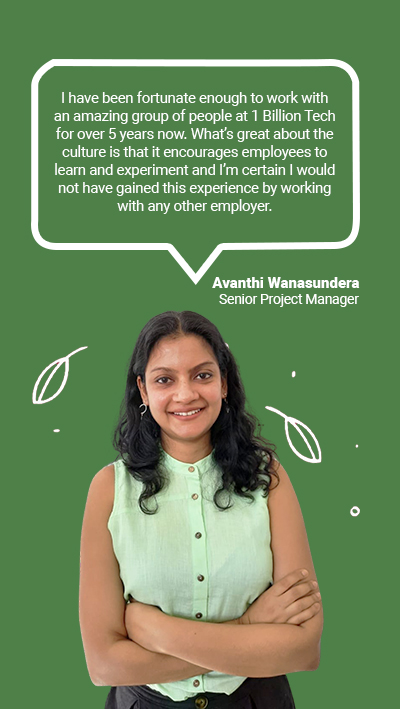 I have been fortunate enough to work with
an amazing group of people at 1 Billion Tech
for over 5 years now. What's great about the
culture is that it encourages employees to
learn and experiment and I'm certain I would
not have gained this experience by working
with any other employer.
Avanthi Wanasundera
Senior Project Manager